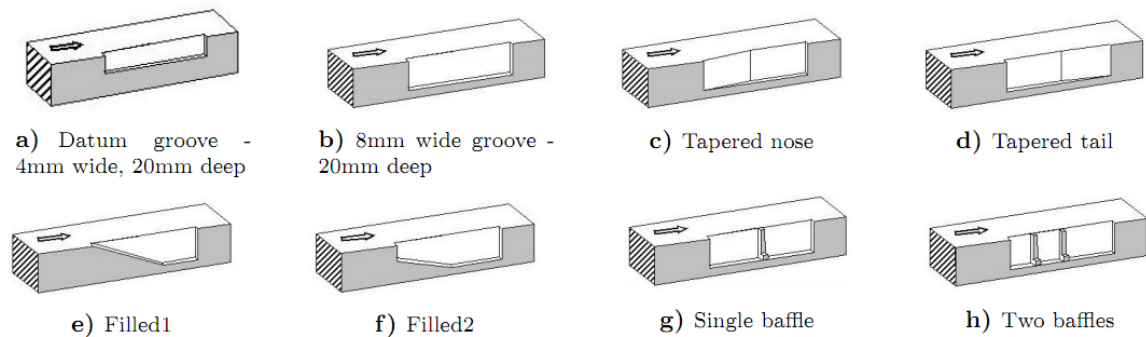 a) Datum groove -
4mm wide, 20mm deep
b) 8mm wide groove -
20mm deep
c) Tapered nose
d) Tapered tail
e) Filled1
f) Filled2
g) Single baffle
h) Two baffles